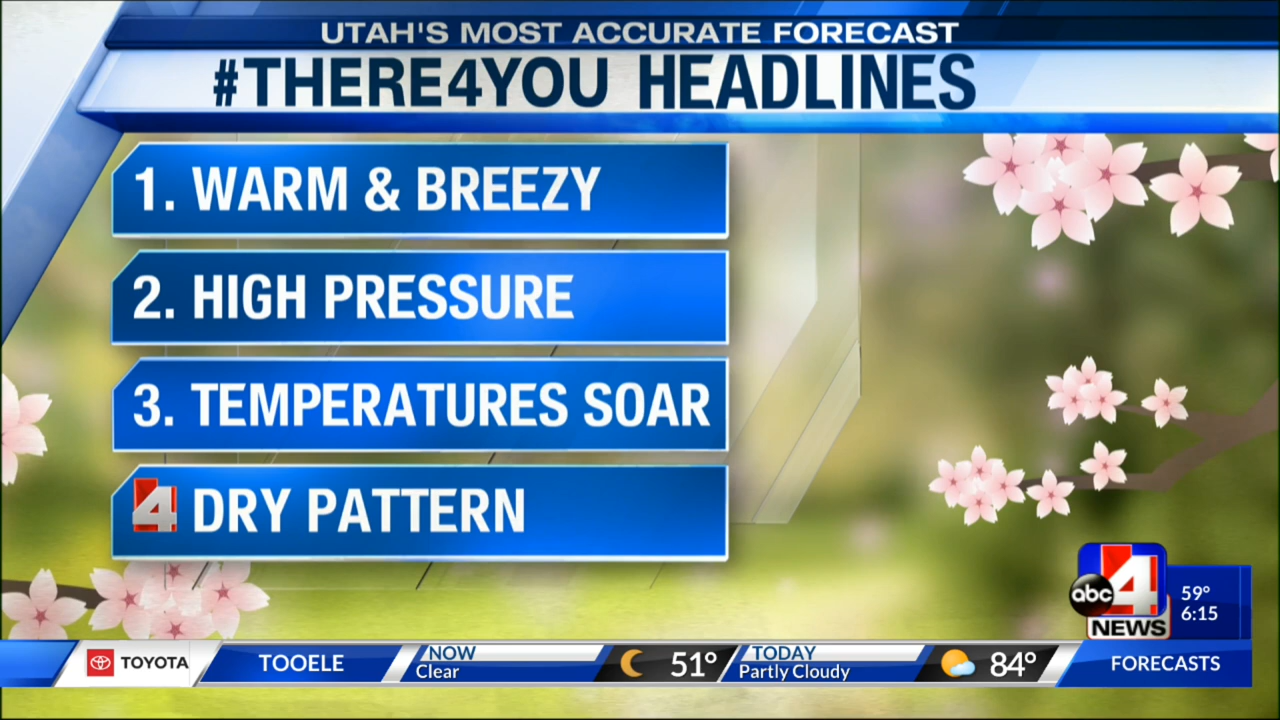 UTAH'S MOST ACCURATE FORECAST
#THERE4YOU HEADLINES
1. WARM & BREEZY
2. HIGH PRESSURE
3. TEMPERATURES SOAR
4 DRY PATTERN
abc 4
NEWS
59°
6:15
TOYOTA
TOOELE
NOW
Clear
51°
TODAY
Partly Cloudy
84°
FORECASTS